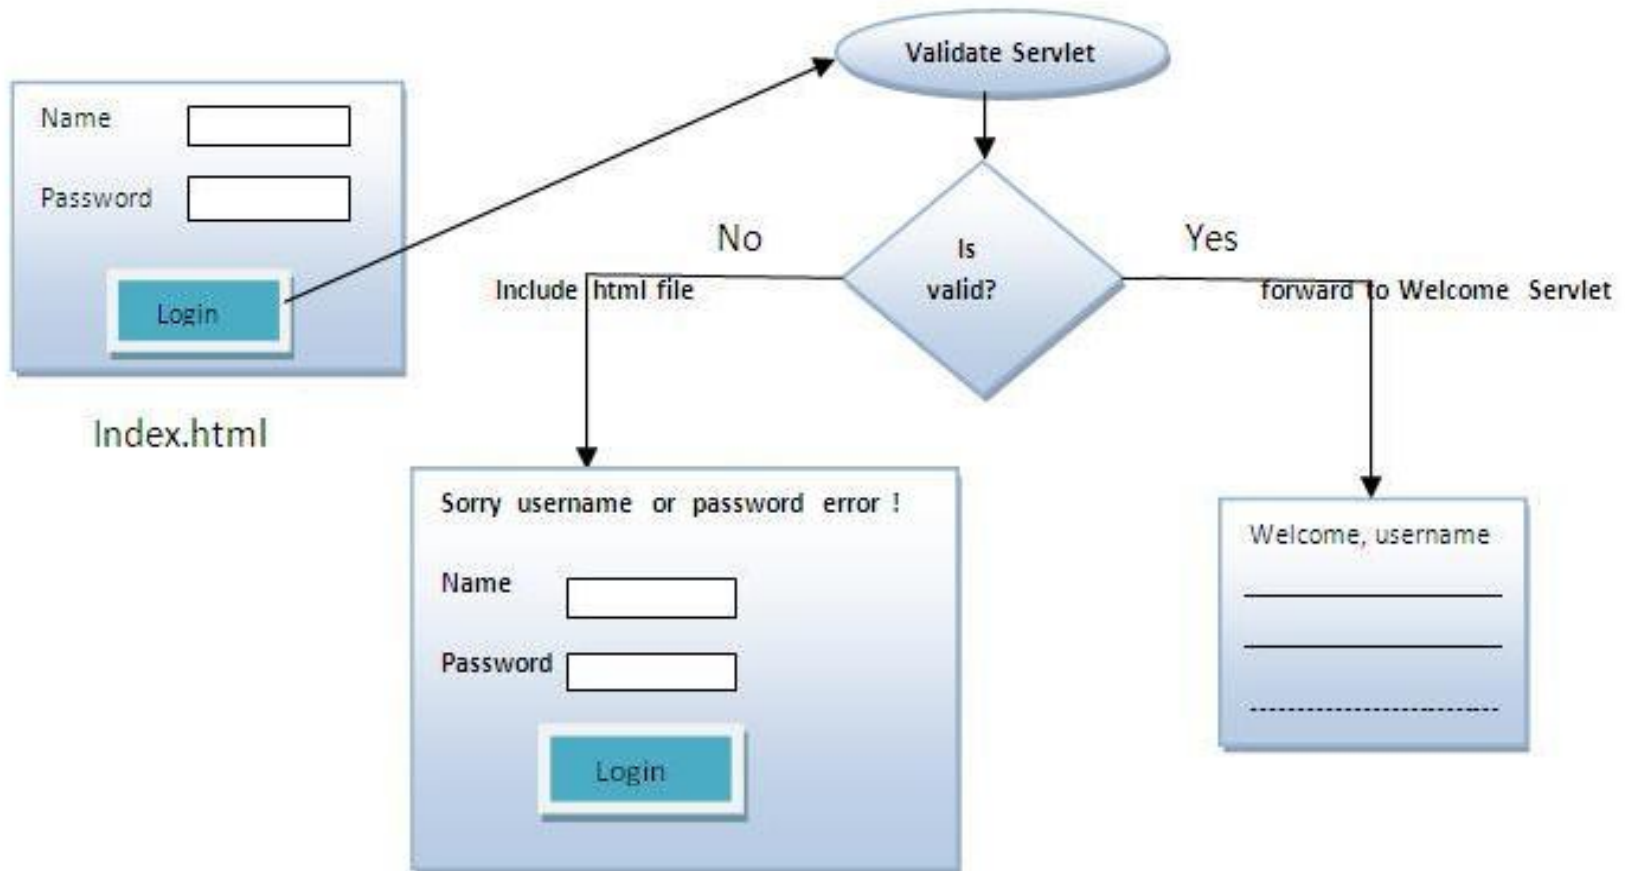 Validate Servlet
Name
Password
Login
Index.html
Is
valid?
No
Include html file
Yes
forward to Welcome Servlet
Sorry username or password error !
Name
Password
Login
Welcome, username